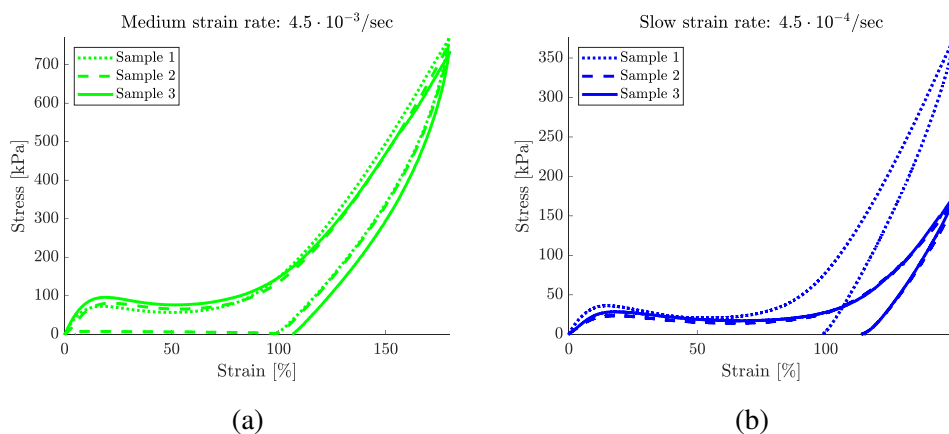 Medium strain rate: 4.5 · 10⁻³/sec
Sample 1
Sample 2
Sample 3
700
600
500
400
300
200
100
0
Stress [kPa]
0 50 100 150
Strain [%]
(a)
Slow strain rate: 4.5 · 10⁻⁴/sec
Sample 1
Sample 2
Sample 3
350
300
250
200
150
100
50
0
Stress [kPa]
0 50 100
Strain [%]
(b)